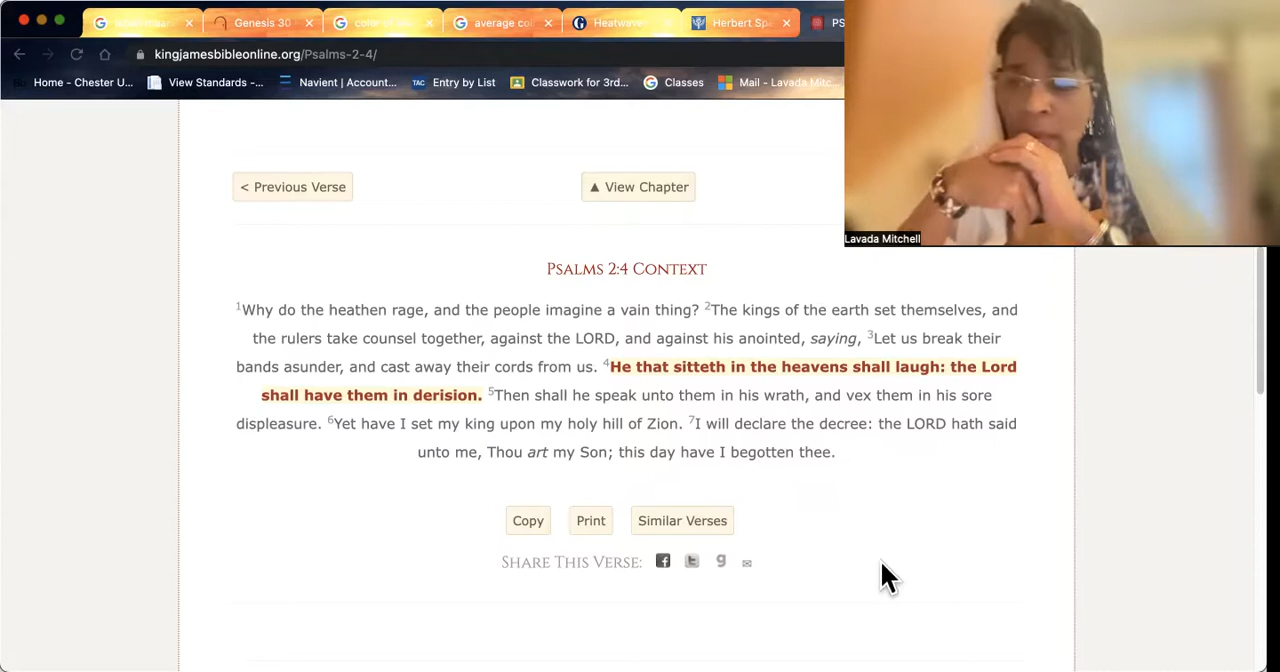 Genesis 30
color of
average co
Heatwave
Herbert Sp
PS
kingjamesbibleonline.org/Psalms-2-4/
Home - Chester U...
View Standards -...
Navient | Account...
TAC Entry by List
Classwork for 3rd...
Classes
Mail - Lavada Mitc...
< Previous Verse
▲ View Chapter
Lavada Mitchell
Psalms 2:4 Context
1Why do the heathen rage, and the people imagine a vain thing? 2The kings of the earth set themselves, and
the rulers take counsel together, against the LORD, and against his anointed, saying, 3Let us break their
bands asunder, and cast away their cords from us. 4He that sitteth in the heavens shall laugh: the Lord
shall have them in derision. 5Then shall he speak unto them in his wrath, and vex them in his sore
displeasure. 6Yet have I set my king upon my holy hill of Zion. 7I will declare the decree: the LORD hath said
unto me, Thou art my Son; this day have I begotten thee.
Copy
Print
Similar Verses
Share This Verse: